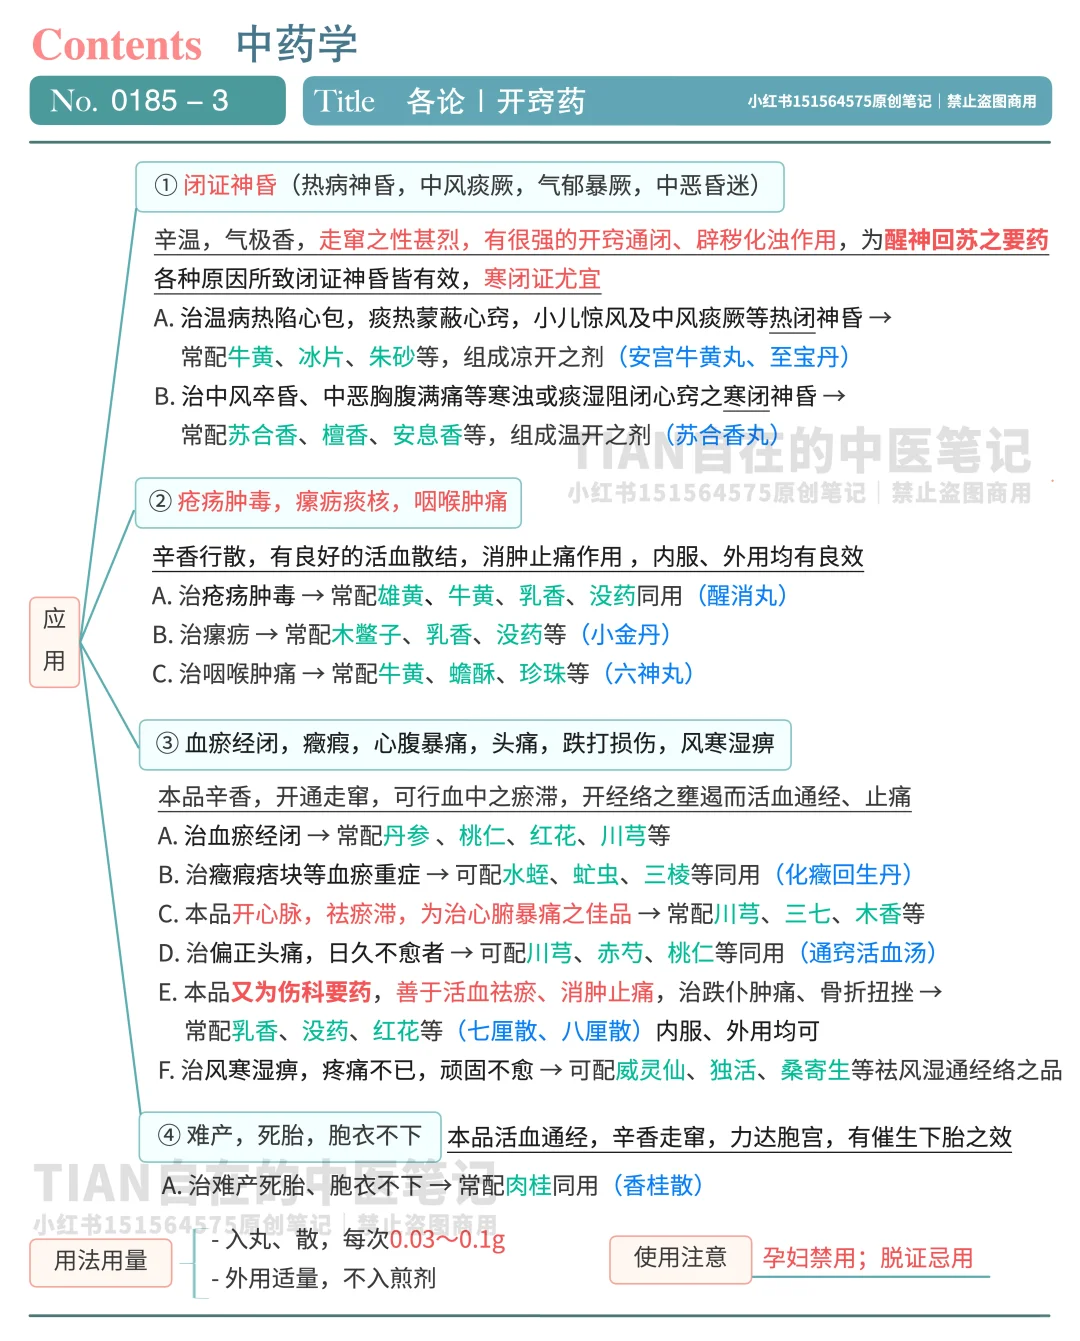 Contents 中药学
No. 0185 – 3
Title 各论 | 开窍药 小红书151564575原创笔记｜禁止盗图商用
① 闭证神昏（热病神昏，中风痰厥，气郁暴厥，中恶昏迷）
辛温，气极香，走窜之性甚烈，有很强的开窍通闭、辟秽化浊作用，为醒神回苏之要药
各种原因所致闭证神昏皆有效，寒闭证尤宜
A. 治温病热陷心包，痰热蒙蔽心窍，小儿惊风及中风痰厥等热闭神昏 →
常配牛黄、冰片、朱砂等，组成凉开之剂（安宫牛黄丸、至宝丹）
B. 治中风卒昏、中恶胸腹满痛等寒浊或痰湿阻闭心窍之寒闭神昏 →
常配苏合香、檀香、安息香等，组成温开之剂（苏合香丸）
TIAN自在的中医笔记
小红书151564575原创笔记｜禁止盗图商用
② 疮疡肿毒，瘰疬痰核，咽喉肿痛
辛香行散，有良好的活血散结，消肿止痛作用 ，内服、外用均有良效
A. 治疮疡肿毒 → 常配雄黄、牛黄、乳香、没药同用（醒消丸）
B. 治瘰疬 → 常配木鳖子、乳香、没药等（小金丹）
C. 治咽喉肿痛 → 常配牛黄、蟾酥、珍珠等（六神丸）
应
用
③ 血瘀经闭，癥瘕，心腹暴痛，头痛，跌打损伤，风寒湿痹
本品辛香，开通走窜，可行血中之瘀滞，开经络之壅遏而活血通经、止痛
A. 治血瘀经闭 → 常配丹参 、桃仁、红花、川芎等
B. 治癥瘕痞块等血瘀重症 → 可配水蛭、虻虫、三棱等同用（化癥回生丹）
C. 本品开心脉，祛瘀滞，为治心腑暴痛之佳品 → 常配川芎、三七、木香等
D. 治偏正头痛，日久不愈者 → 可配川芎、赤芍、桃仁等同用（通窍活血汤）
E. 本品又为伤科要药，善于活血祛瘀、消肿止痛，治跌仆肿痛、骨折扭挫 →
常配乳香、没药、红花等（七厘散、八厘散）内服、外用均可
F. 治风寒湿痹，疼痛不已，顽固不愈 → 可配威灵仙、独活、桑寄生等祛风湿通经络之品
④ 难产，死胎，胞衣不下 本品活血通经，辛香走窜，力达胞宫，有催生下胎之效
A. 治难产死胎、胞衣不下 → 常配肉桂同用（香桂散）
TIAN自在的中医笔记
小红书151564575原创笔记｜禁止盗图商用
用法用量
- 入丸、散，每次0.03～0.1g
- 外用适量，不入煎剂
使用注意 孕妇禁用；脱证忌用